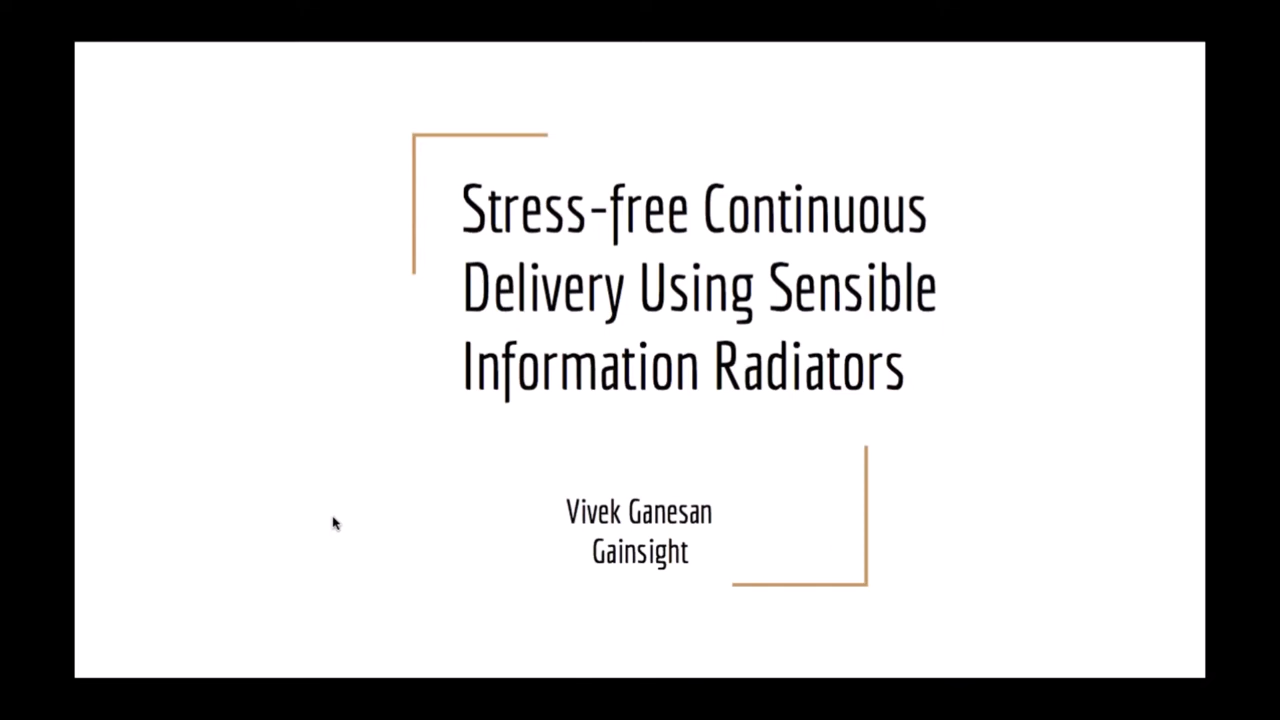 Stress-free Continuous
Delivery Using Sensible
Information Radiators
Vivek Ganesan
Gainsight